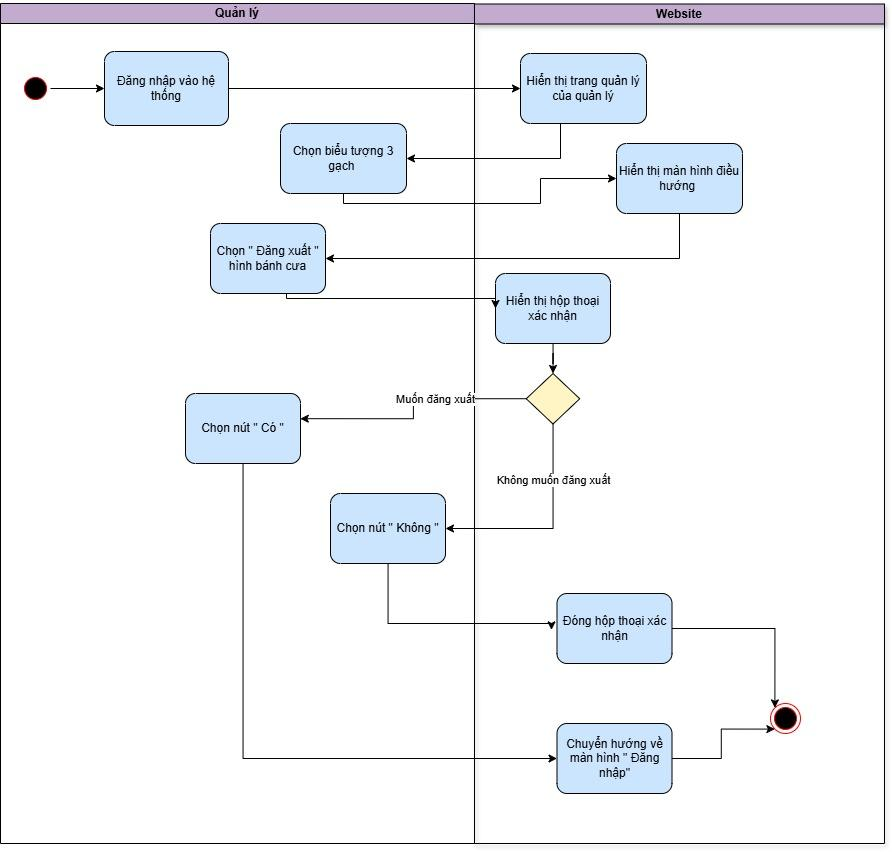 Quản lý
Website
Đăng nhập vào hệ
thống
Hiển thị trang quản lý
của quản lý
Chọn biểu tượng 3
gạch
Hiển thị màn hình điều
hướng
Chọn " Đăng xuất "
hình bánh cưa
Hiển thị hộp thoại
xác nhận
Muốn đăng xuất
Chọn nút " Có "
Không muốn đăng xuất
Chọn nút " Không "
Đóng hộp thoại xác
nhận
Chuyển hướng về
màn hình " Đăng
nhập"